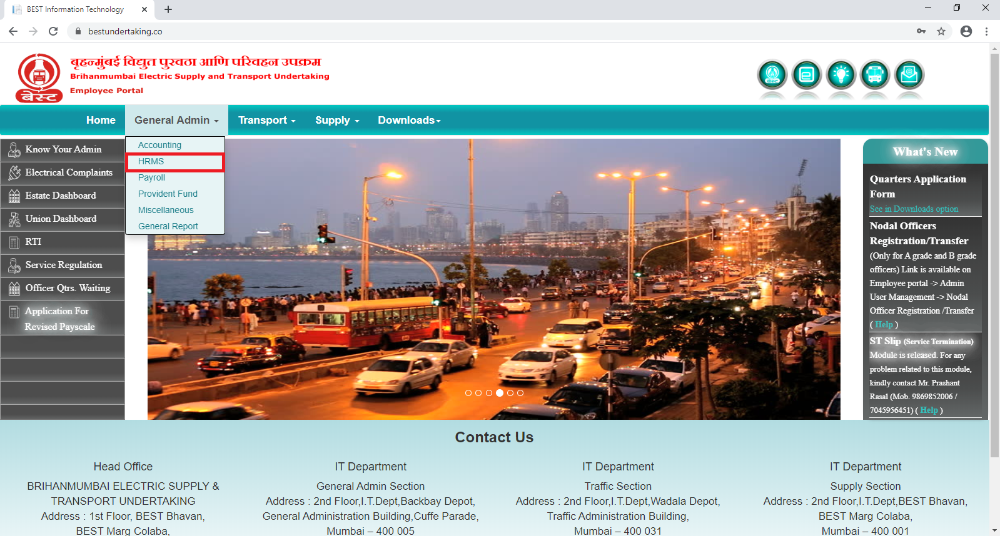 BEST Information Technology
bestundertaking.co
बृहन्मुंबई विद्युत पुरवठा आणि परिवहन उपक्रम
Brihanmumbai Electric Supply and Transport Undertaking
Employee Portal
बेस्ट
Home General Admin Transport Supply Downloads
Accounting
HRMS
Payroll
Provident Fund
Miscellaneous
General Report
Know Your Admin
Electrical Complaints
Estate Dashboard
Union Dashboard
RTI
Service Regulation
Officer Qtrs. Waiting
Application For
Revised Payscale
What's New
Quarters Application
Form
See in Downloads option
Nodal Officers
Registration/Transfer
(Only for A grade and B grade
officers) Link is available on
Employee portal -> Admin
User Management -> Nodal
Officer Registration /Transfer
( Help )
ST Slip (Service Termination)
Module is released. For any
problem related to this module,
kindly contact Mr. Prashant
Rasal (Mob. 9869852006 /
7045956451) ( Help )
Contact Us
Head Office
BRIHANMUMBAI ELECTRIC SUPPLY &
TRANSPORT UNDERTAKING
Address : 1st Floor, BEST Bhavan,
BEST Marg Colaba,
IT Department
General Admin Section
Address : 2nd Floor,I.T.Dept,Backbay Depot,
General Administration Building,Cuffe Parade,
Mumbai – 400 005
IT Department
Traffic Section
Address : 2nd Floor,I.T.Dept,Wadala Depot,
Traffic Administration Building,
Mumbai – 400 031
IT Department
Supply Section
Address : 2nd Floor,I.T.Dept,BEST Bhavan,
BEST Marg Colaba,
Mumbai – 400 001